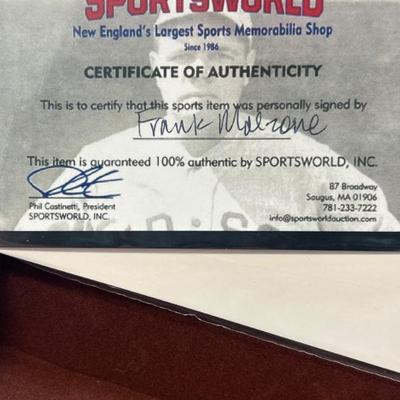 SPORTSWORLD
New England's Largest Sports Memorabilia Shop
Since 1986
CERTIFICATE OF AUTHENTICITY
This is to certify that this sports item was personally signed by
Frank Malzone
This item is guaranteed 100% authentic by SPORTSWORLD, INC.
Phil Castinetti, President
SPORTSWORLD, INC.
87 Broadway
Saugus, MA 01906
781-233-7222
info@sportsworldauction.com